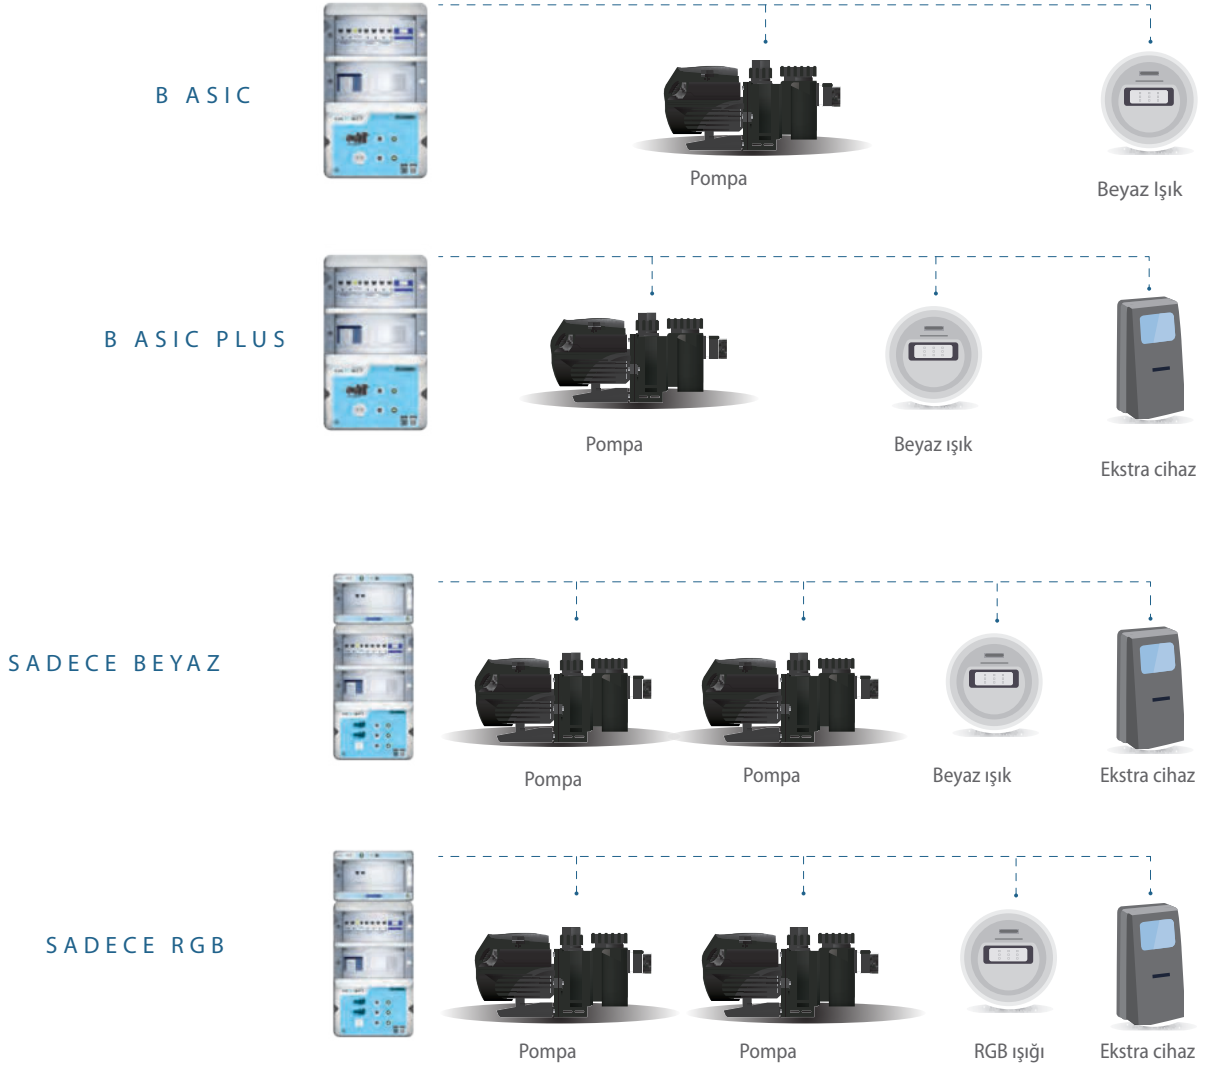 B ASIC
Pompa
Beyaz Işık
B ASIC PLUS
Pompa
Beyaz ışık
Ekstra cihaz
SADECE BEYAZ
Pompa
Pompa
Beyaz ışık
Ekstra cihaz
SADECE RGB
Pompa
Pompa
RGB ışığı
Ekstra cihaz